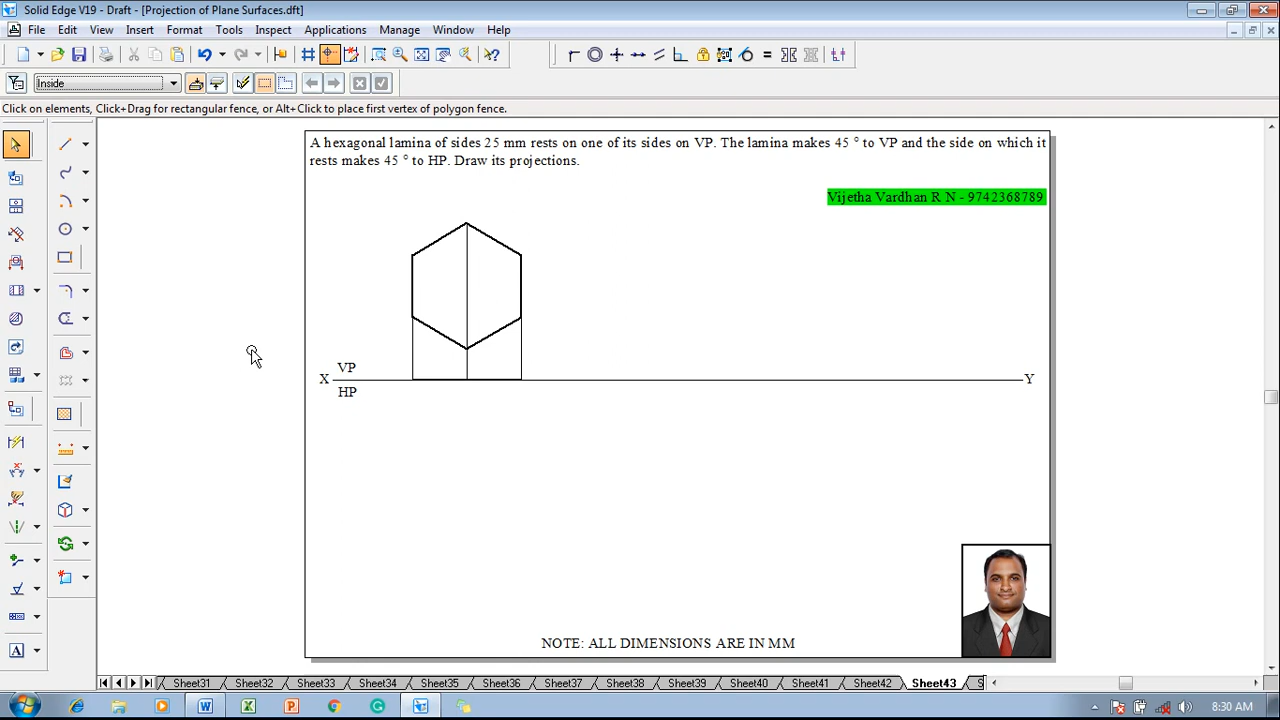 Solid Edge V19 - Draft - [Projection of Plane Surfaces.dft]
File Edit View Insert Format Tools Inspect Applications Manage Window Help
Inside
Click on elements, Click+Drag for rectangular fence, or Alt+Click to place first vertex of polygon fence.
A hexagonal lamina of sides 25 mm rests on one of its sides on VP. The lamina makes 45 ° to VP and the side on which it
rests makes 45 ° to HP. Draw its projections.
Vijetha Vardhan R N - 9742368789
VP
X Y
HP
NOTE: ALL DIMENSIONS ARE IN MM
Sheet31 Sheet32 Sheet33 Sheet34 Sheet35 Sheet36 Sheet37 Sheet38 Sheet39 Sheet40 Sheet41 Sheet42 Sheet43 S
8:30 AM